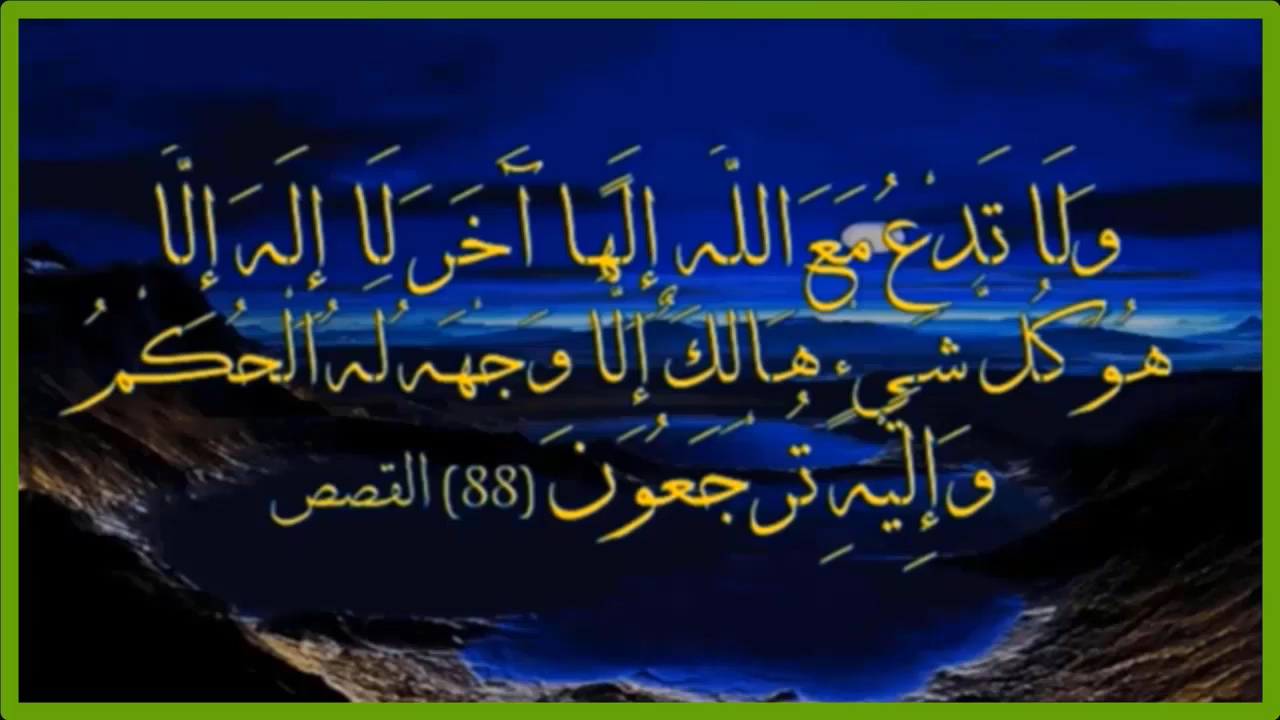 وَلَا تَدْعُ مَعَ اللَّهِ إِلَٰهًا آخَرَ لَا إِلَٰهَ إِلَّا
هُوَ كُلُّ شَيْءٍ هَالِكٌ إِلَّا وَجْهَهُ لَهُ الْحُكْمُ
وَإِلَيْهِ تُرْجَعُونَ (88) القصص